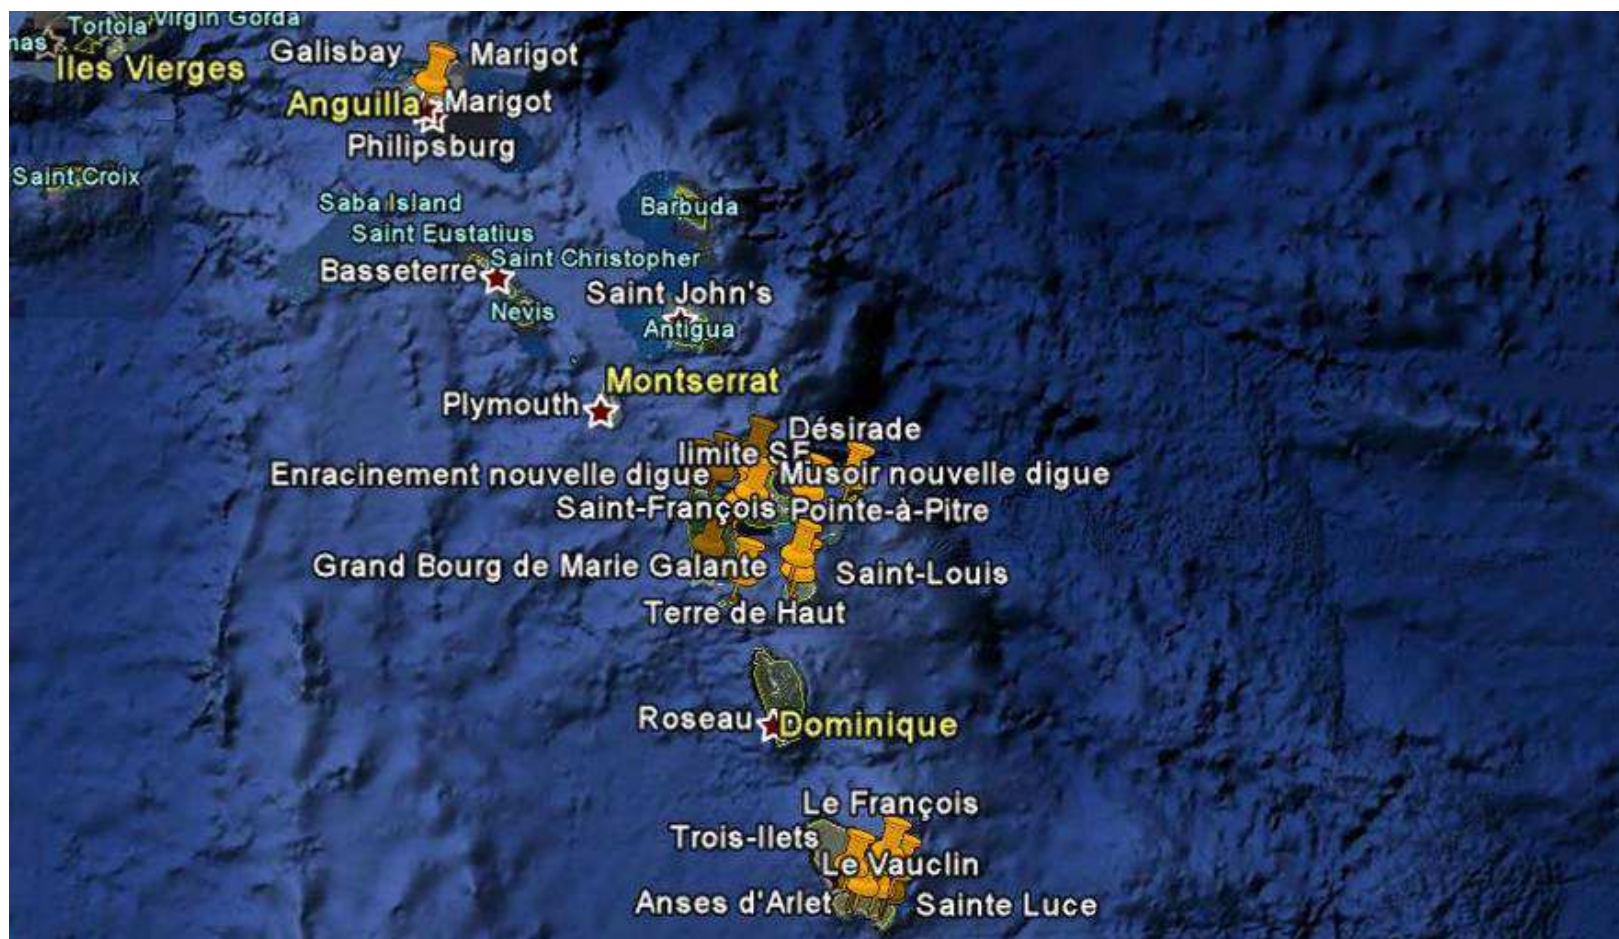 Tortola
Virgin Gorda
nas
Iles Vierges
Galisbay
Marigot
Anguilla
Marigot
Philipsburg
Saint Croix
Saba Island
Barbuda
Saint Eustatius
Saint Christopher
Basseterre
Saint John's
Nevis
Antigua
Montserrat
Plymouth
Désirade
limite SF
Enracinement nouvelle digue
Musoir nouvelle digue
Saint-François
Pointe-à-Pitre
Grand Bourg de Marie Galante
Saint-Louis
Terre de Haut
Roseau
Dominique
Le François
Trois-Ilets
Le Vauclin
Anses d'Arlet
Sainte Luce